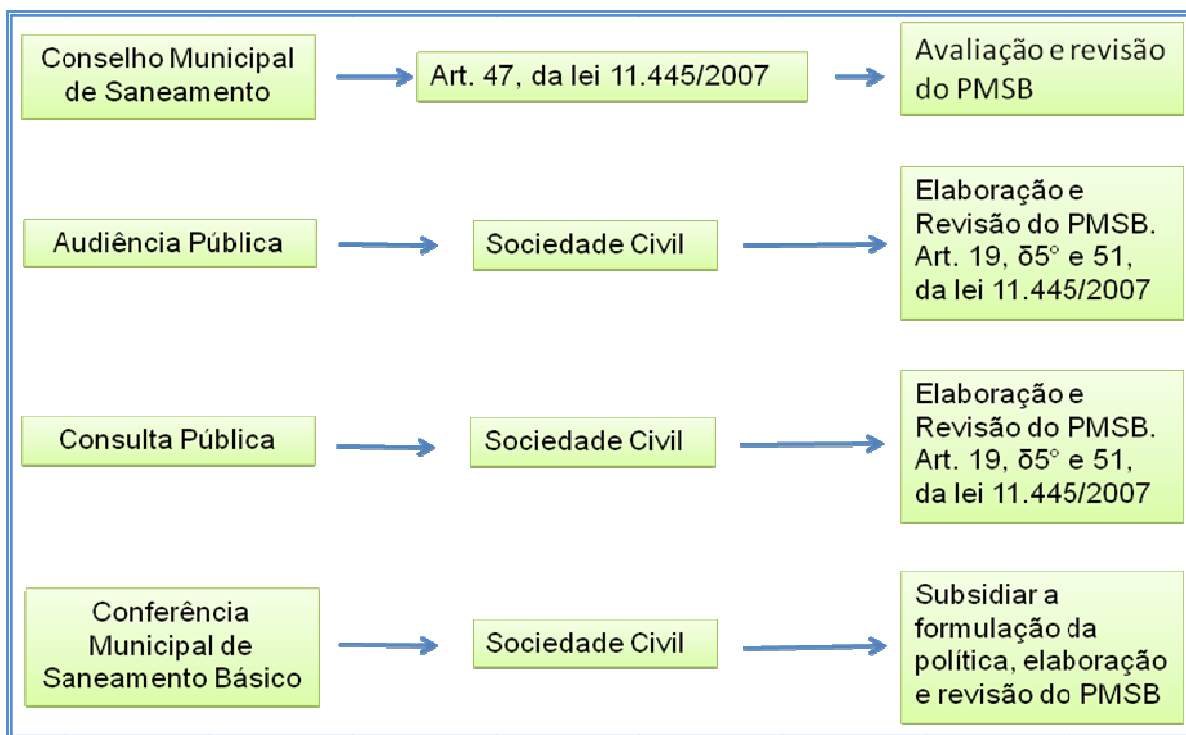 Conselho Municipal
de Saneamento
Art. 47, da lei 11.445/2007
Avaliação e revisão
do PMSB
Audiência Pública
Sociedade Civil
Elaboração e
Revisão do PMSB.
Art. 19, δ5° e 51,
da lei 11.445/2007
Consulta Pública
Sociedade Civil
Elaboração e
Revisão do PMSB.
Art. 19, δ5° e 51,
da lei 11.445/2007
Conferência
Municipal de
Saneamento Básico
Sociedade Civil
Subsidiar a
formulação da
política, elaboração
e revisão do PMSB